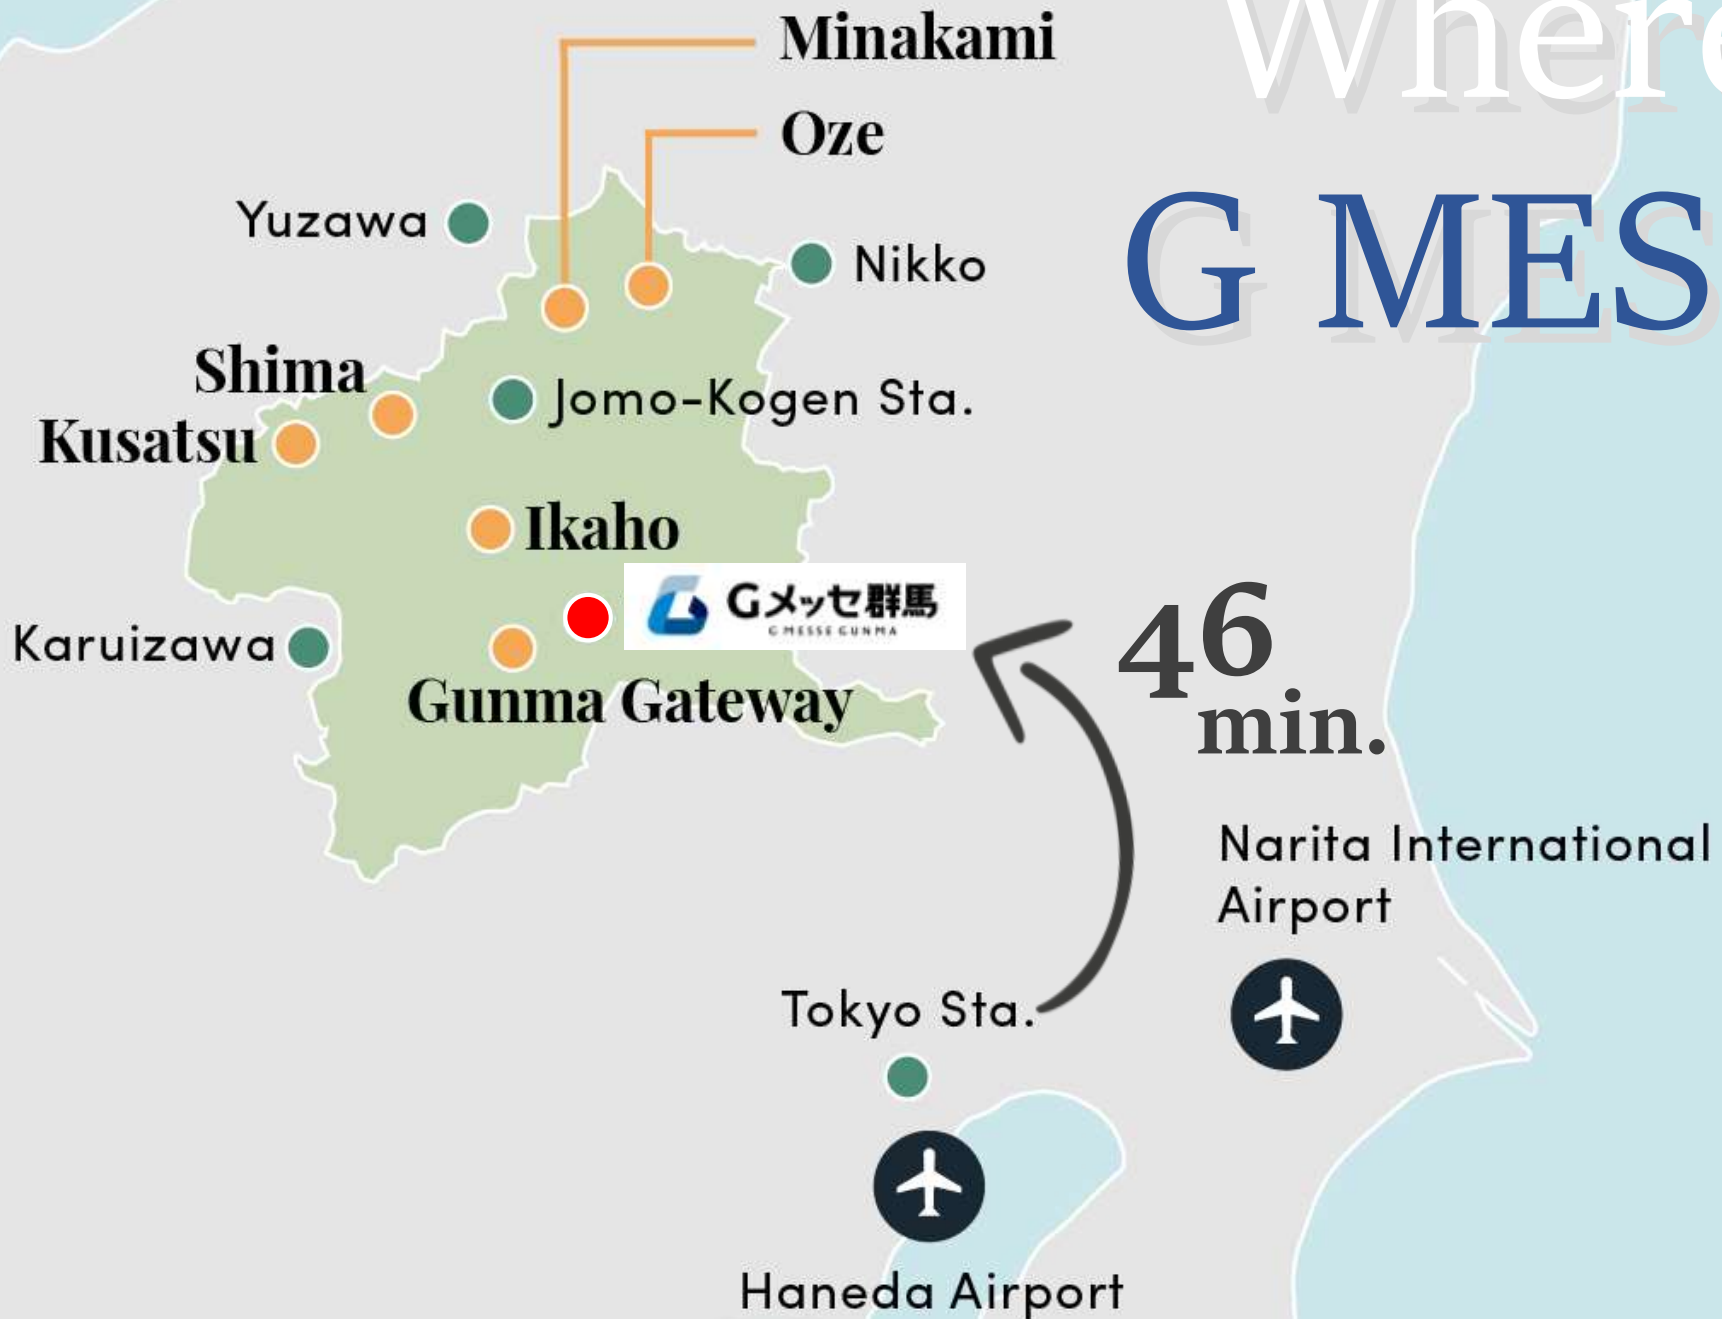 Where
G MES
Minakami
Oze
Yuzawa
Nikko
Shima
Jomo-Kogen Sta.
Kusatsu
Ikaho
Gメッセ群馬
G MESSE GUNMA
46
min.
Karuizawa
Gunma Gateway
Narita International
Airport
Tokyo Sta.
Haneda Airport